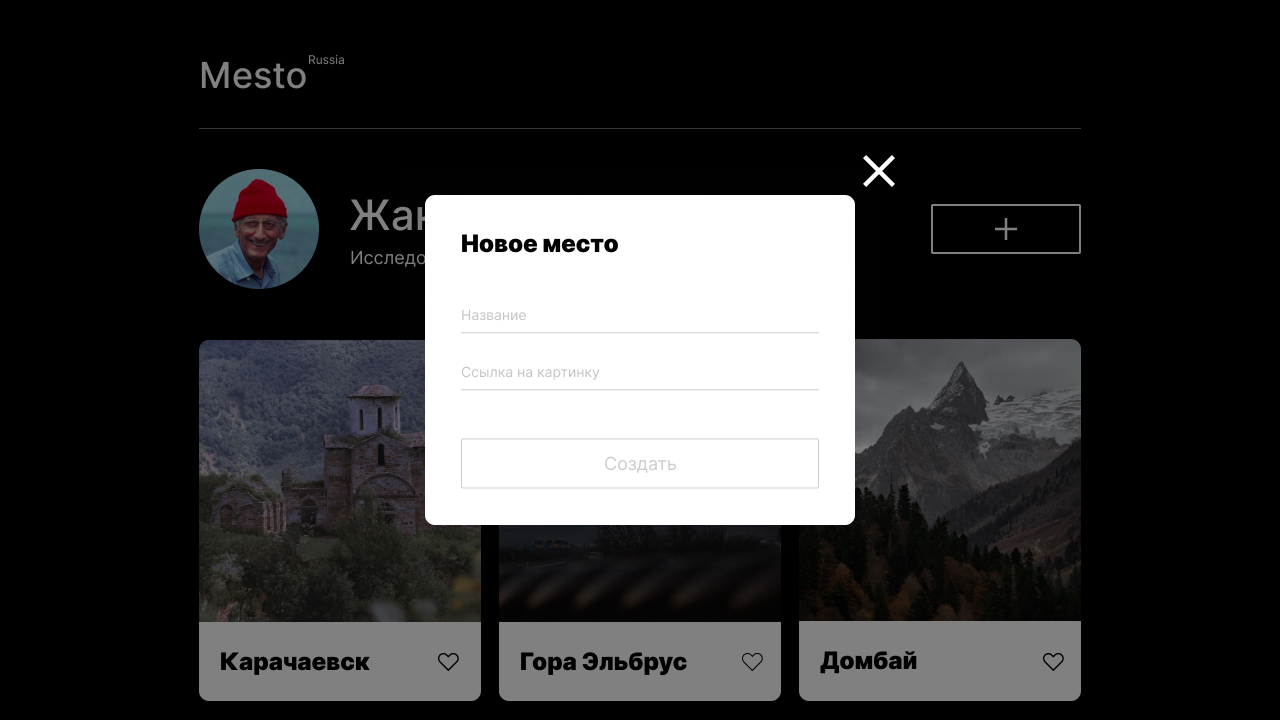 Mesto Russia
Жак
Исследо
Новое место
Название
Ссылка на картинку
Создать
Карачаевск
Гора Эльбрус
Домбай